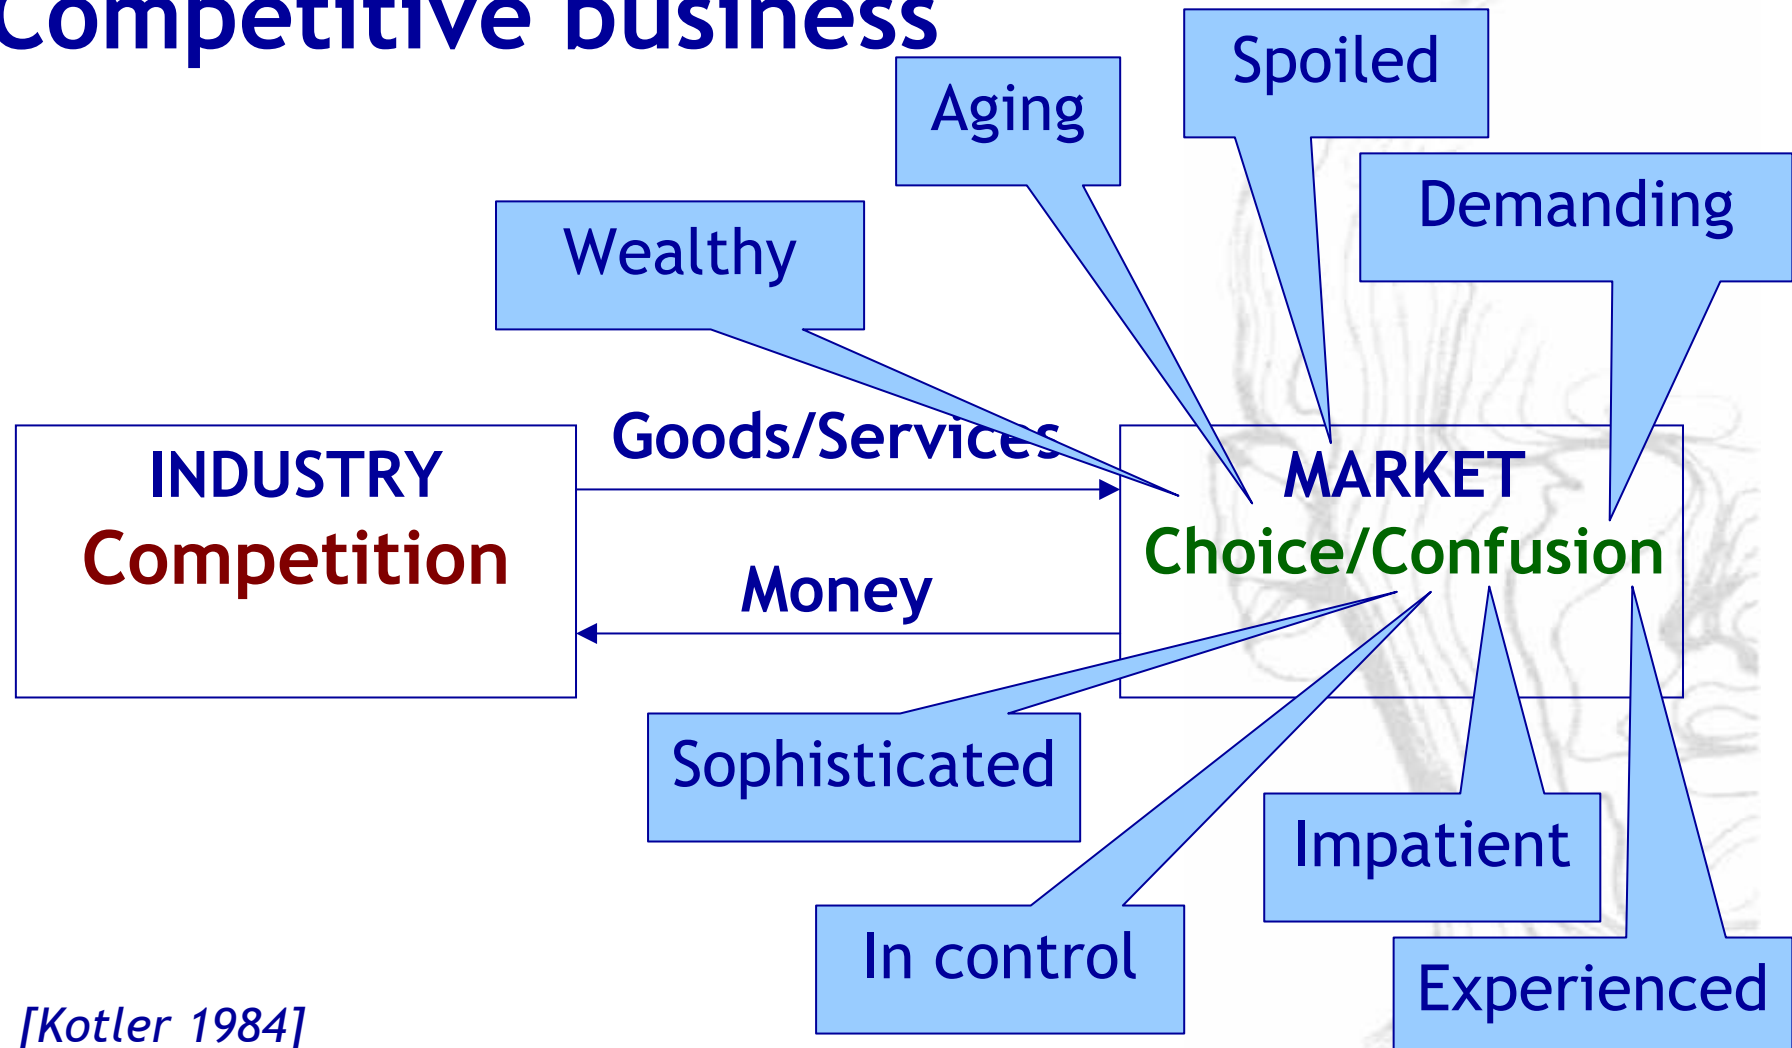 Competitive business
Spoiled
Aging
Demanding
Wealthy
Goods/Services
INDUSTRY
Competition
MARKET
Choice/Confusion
Money
Sophisticated
Impatient
In control
Experienced
[Kotler 1984]